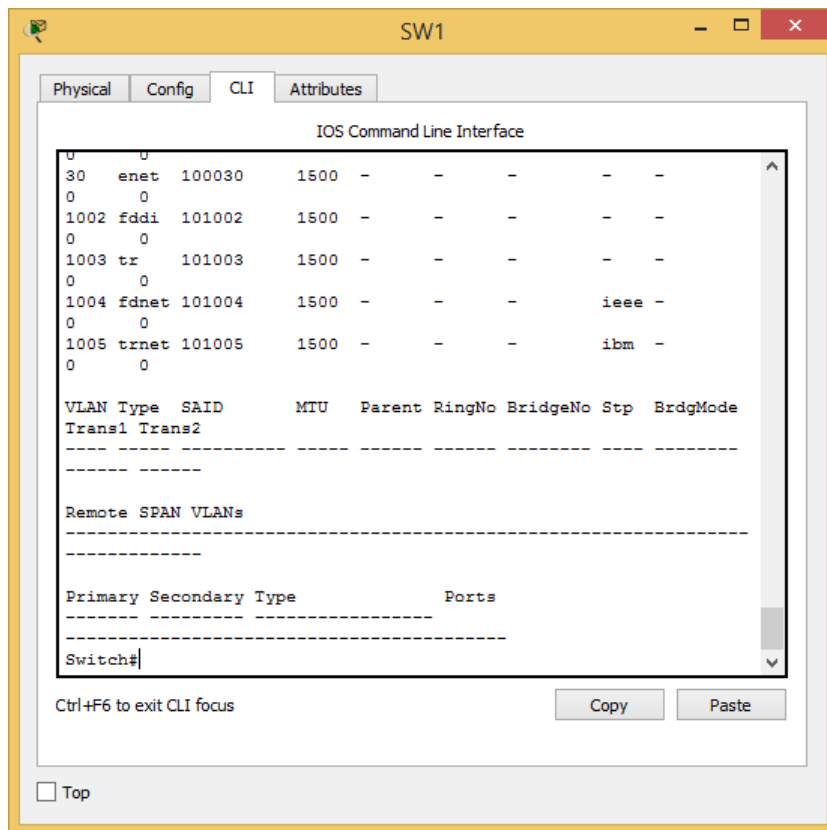 SW1
Physical Config CLI Attributes
IOS Command Line Interface
0 0
30 enet 100030 1500 - - - - -
0 0
1002 fddi 101002 1500 - - - - -
0 0
1003 tr 101003 1500 - - - - -
0 0
1004 fdnet 101004 1500 - - - ieee -
0 0
1005 trnet 101005 1500 - - - ibm -
0 0
VLAN Type SAID MTU Parent RingNo BridgeNo Stp BrdgMode
Trans1 Trans2
---- ----- ---------- ----- ------ ------ -------- ---- --------
------ ------
Remote SPAN VLANs
-----------------------------------------------------------------
-------------
Primary Secondary Type Ports
------- --------- -----------------
------------------------------------------
Switch#
Ctrl+F6 to exit CLI focus
Copy Paste
Top